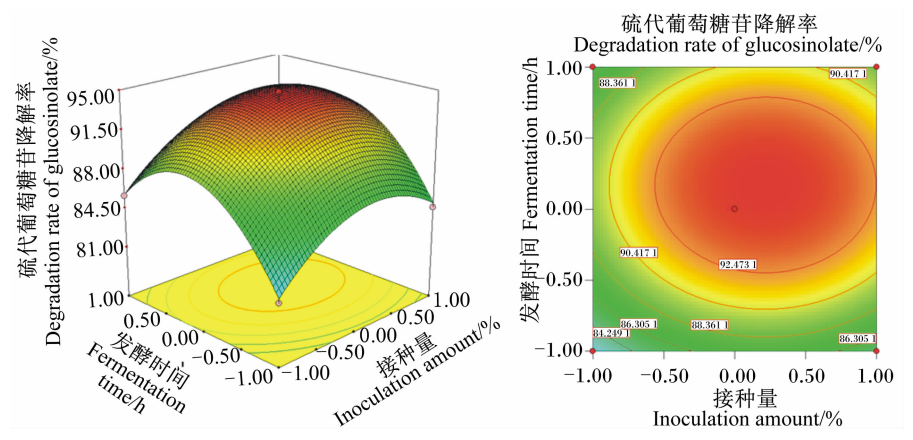 硫代葡萄糖苷降解率
Degradation rate of glucosinolate/%
95.00
91.50
88.00
84.50
81.00
1.00
0.50
0.00
−0.50
−1.00
发酵时间
Fermentation
time/h
−1.00
−0.50
0.00
0.50
1.00
接种量
Inoculation amount/%
硫代葡萄糖苷降解率
Degradation rate of glucosinolate/%
发酵时间 Fermentation time/h
1.00
0.50
0.00
−0.50
−1.00
88.361 1
90.417 1
90.417 1
92.473 1
86.305 1
88.361 1
84.249 1
86.305 1
−1.00
−0.50
0.00
0.50
1.00
接种量
Inoculation amount/%